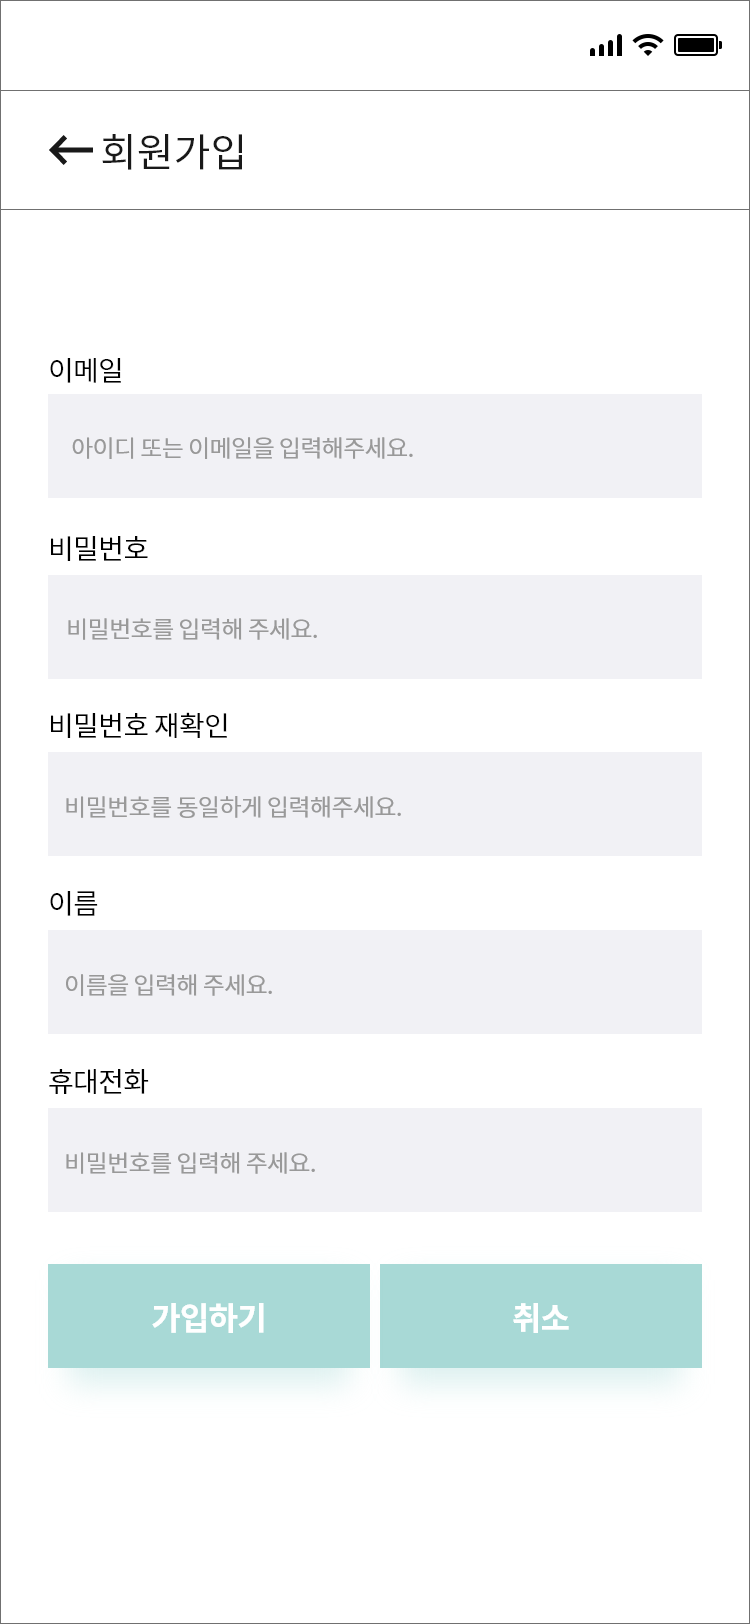 회원가입
이메일
아이디 또는 이메일을 입력해주세요.
비밀번호
비밀번호를 입력해 주세요.
비밀번호 재확인
비밀번호를 동일하게 입력해주세요.
이름
이름을 입력해 주세요.
휴대전화
비밀번호를 입력해 주세요.
가입하기 취소